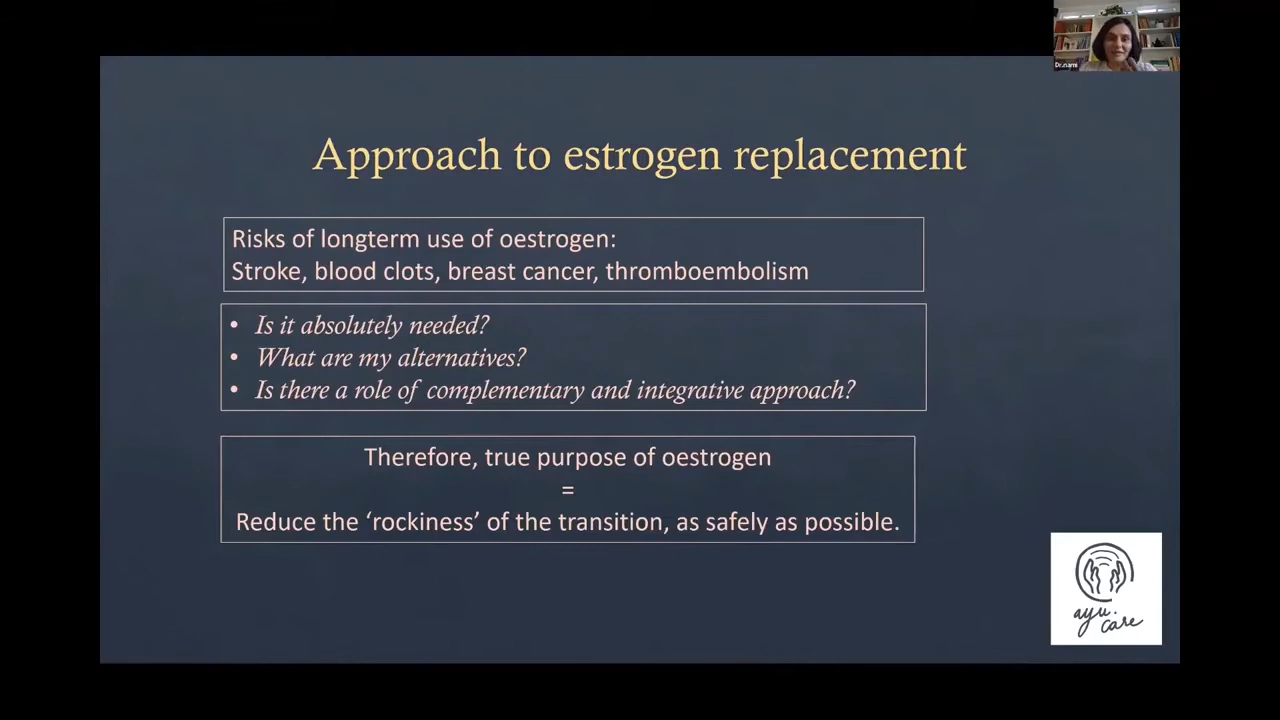 Dr.nami
Approach to estrogen replacement
Risks of longterm use of oestrogen:
Stroke, blood clots, breast cancer, thromboembolism
• Is it absolutely needed?
• What are my alternatives?
• Is there a role of complementary and integrative approach?
Therefore, true purpose of oestrogen
=
Reduce the ‘rockiness’ of the transition, as safely as possible.
ayu.
care